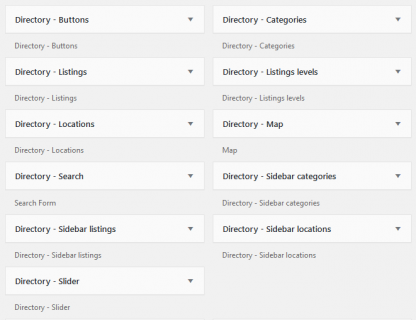 Directory - Buttons
Directory - Buttons
Directory - Categories
Directory - Categories
Directory - Listings
Directory - Listings
Directory - Listings levels
Directory - Listings levels
Directory - Locations
Directory - Locations
Directory - Map
Map
Directory - Search
Search Form
Directory - Sidebar categories
Directory - Sidebar categories
Directory - Sidebar listings
Directory - Sidebar listings
Directory - Sidebar locations
Directory - Sidebar locations
Directory - Slider
Directory - Slider